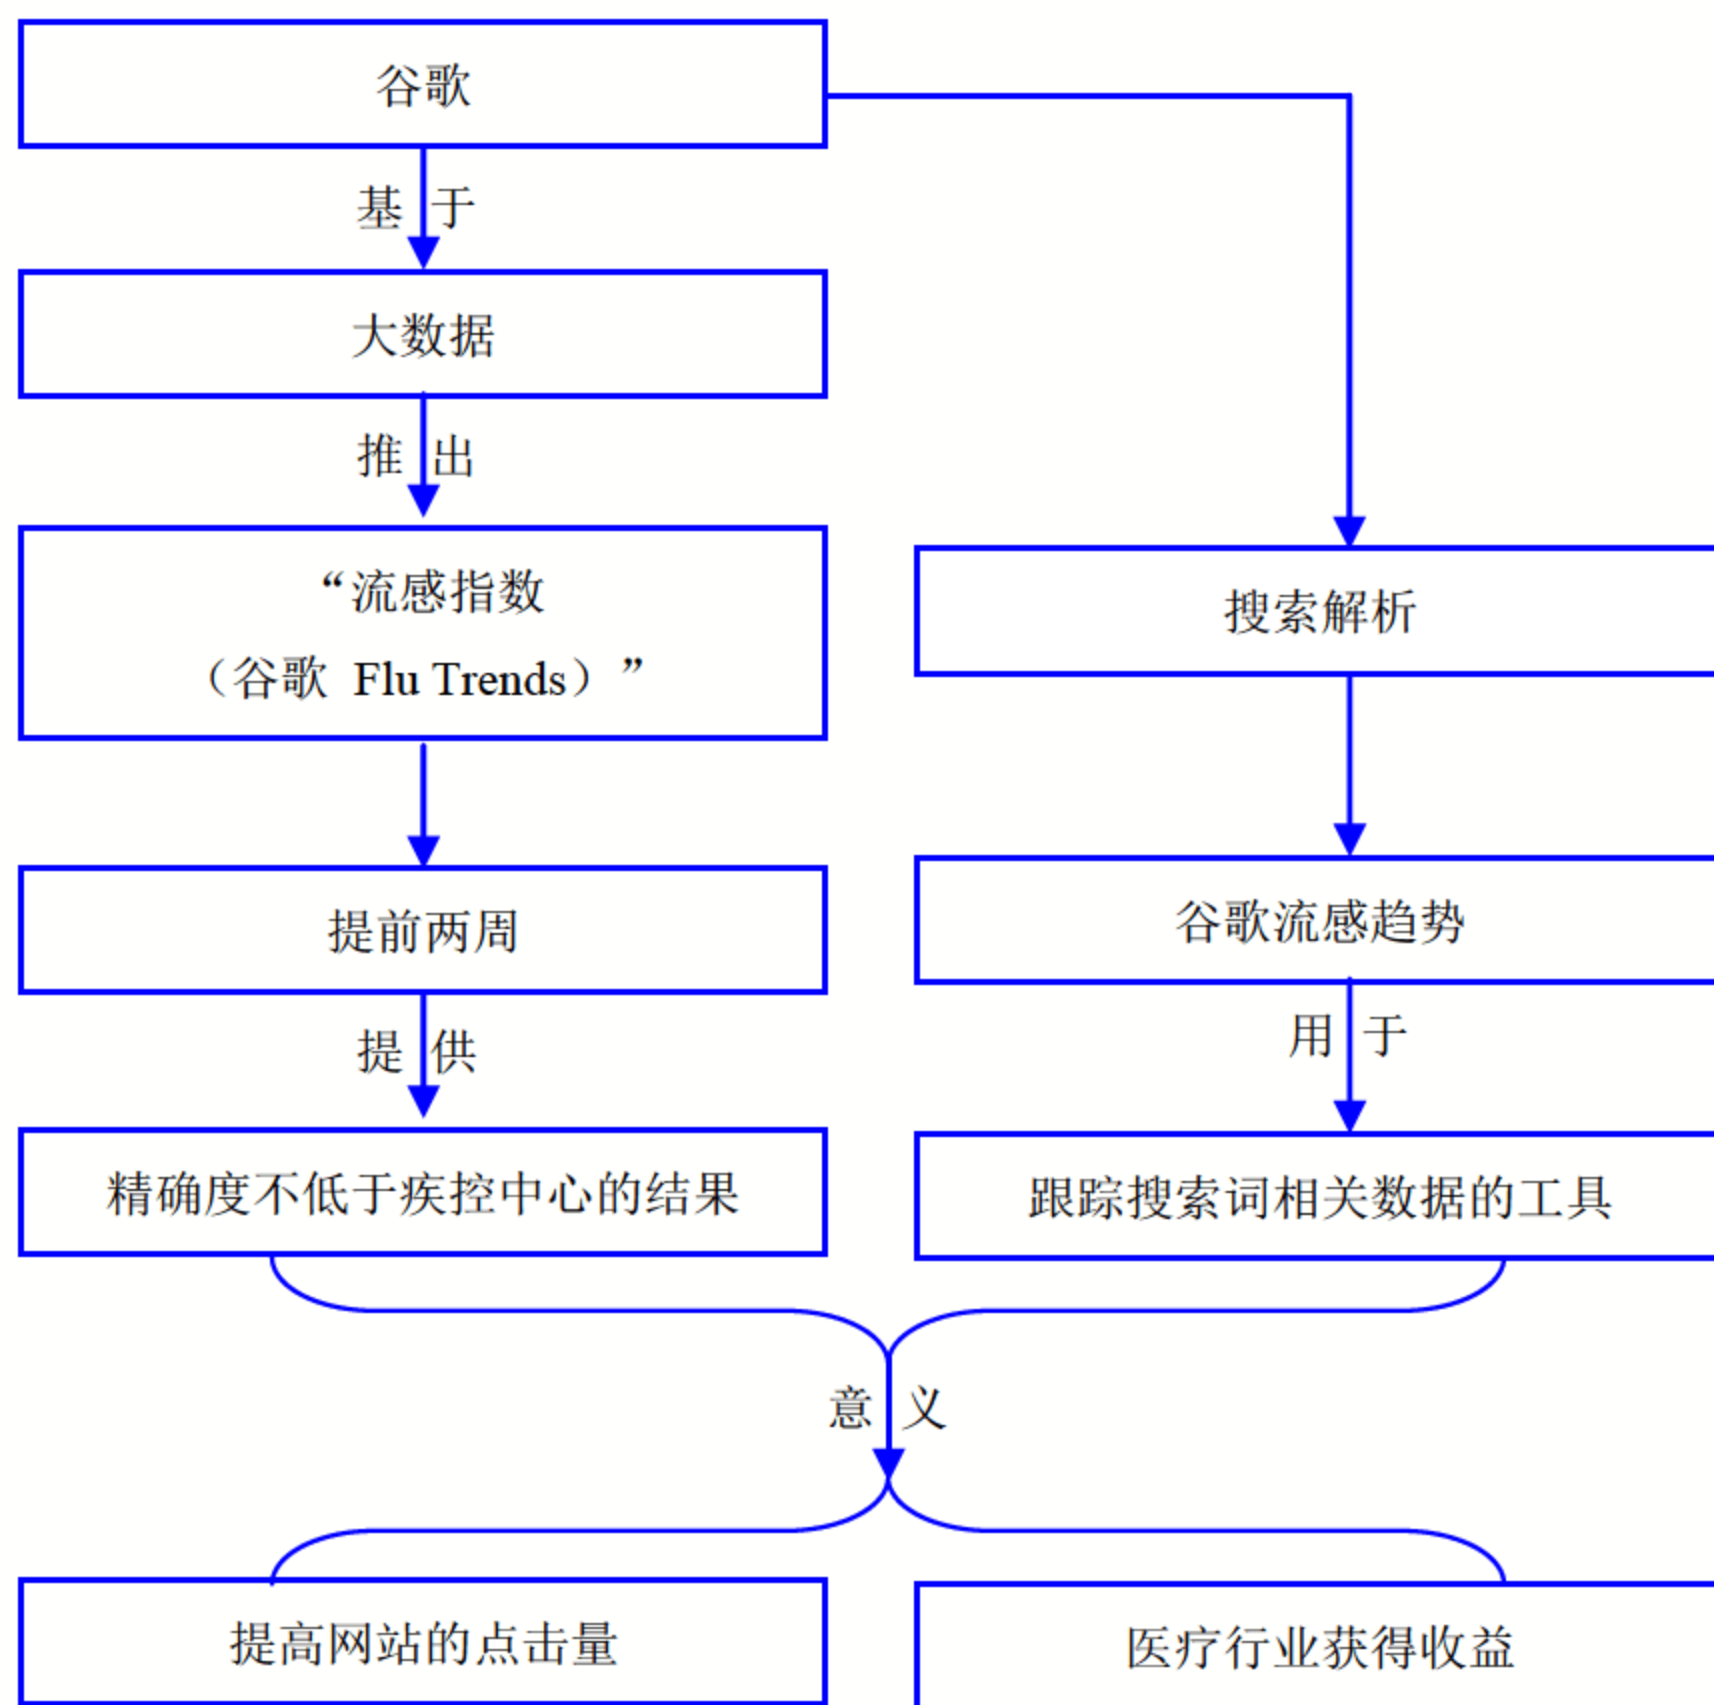 谷歌
基于
大数据
推出
“流感指数
（谷歌 Flu Trends）”
搜索解析
提前两周
谷歌流感趋势
提供
用于
精确度不低于疾控中心的结果
跟踪搜索词相关数据的工具
意义
提高网站的点击量
医疗行业获得收益